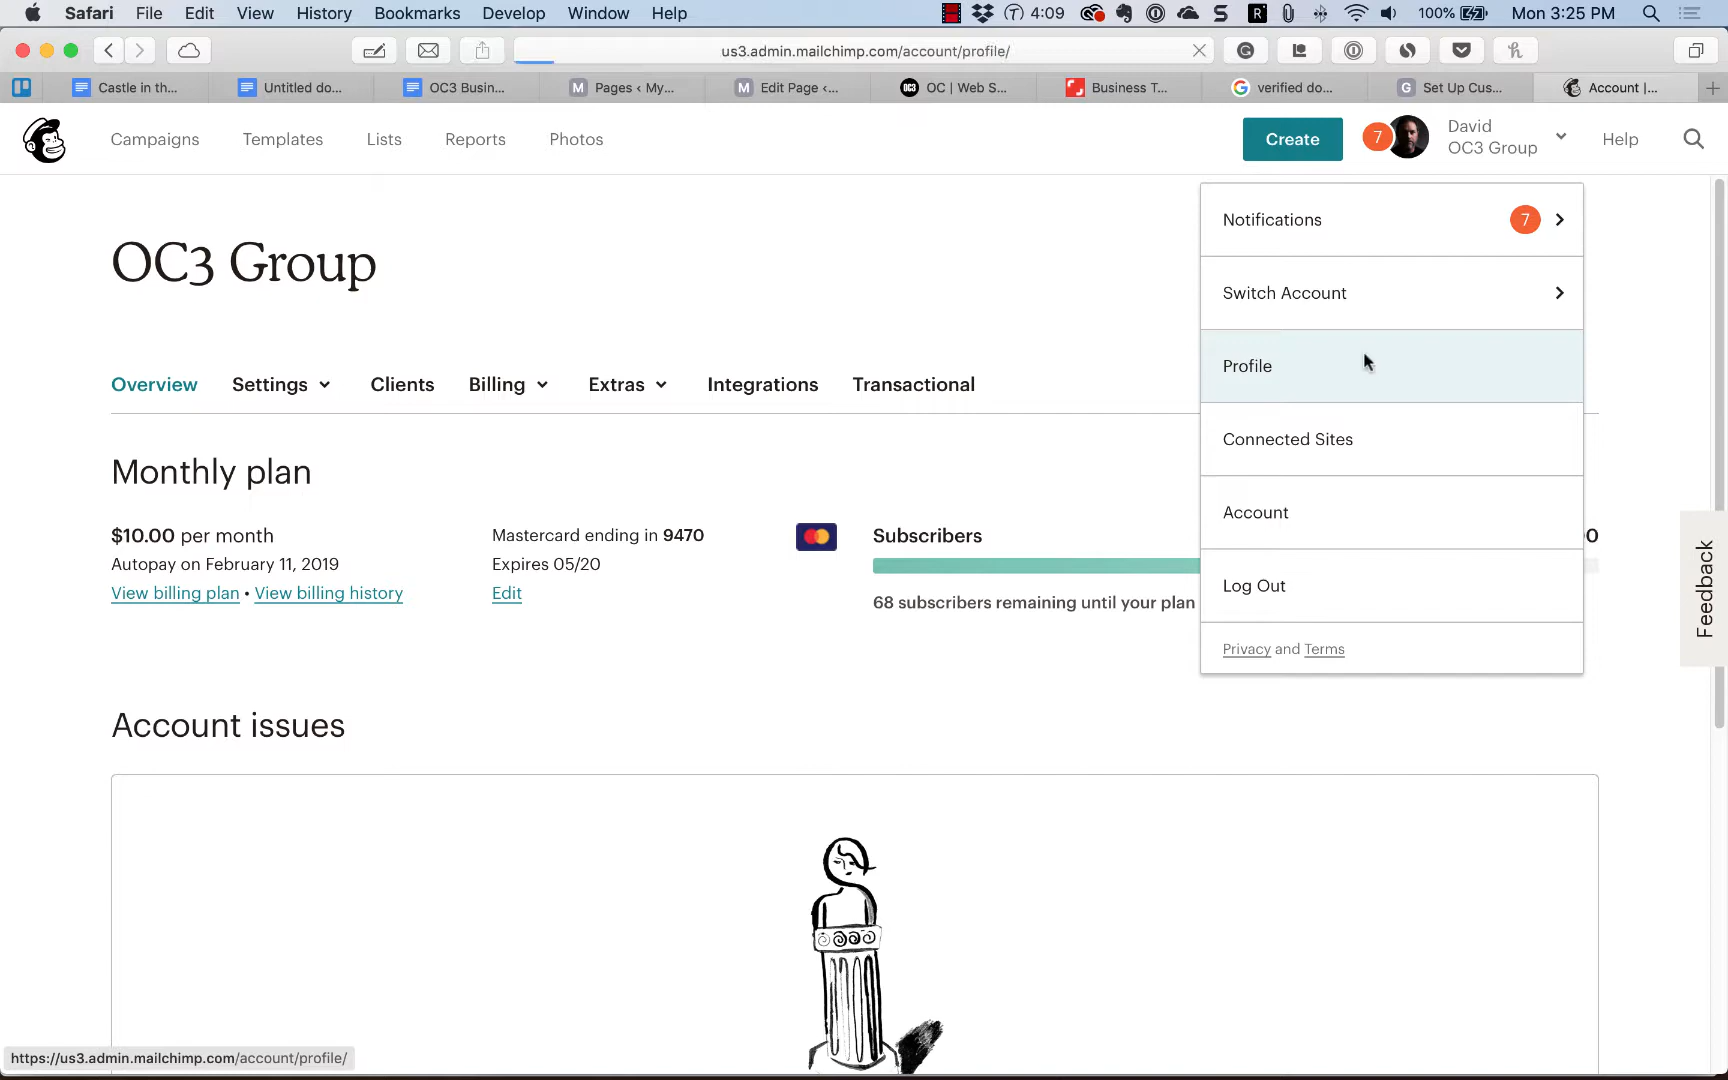 Safari File Edit View History Bookmarks Develop Window Help 4:09 100% Mon 3:25 PM
us3.admin.mailchimp.com/account/profile/
Castle in th... Untitled do... OC3 Busin... Pages ‹ My... Edit Page ‹... OC | Web S... Business T... verified do... Set Up Cus... Account |...
Campaigns Templates Lists Reports Photos Create 7 David Help
OC3 Group
Notifications 7
Switch Account
Profile
Connected Sites
Account
Log Out
Privacy and Terms
OC3 Group
Overview Settings Clients Billing Extras Integrations Transactional
Monthly plan
$10.00 per month
Autopay on February 11, 2019
View billing plan • View billing history
Mastercard ending in 9470
Expires 05/20
Edit
Subscribers
68 subscribers remaining until your plan
Account issues
Feedback
https://us3.admin.mailchimp.com/account/profile/